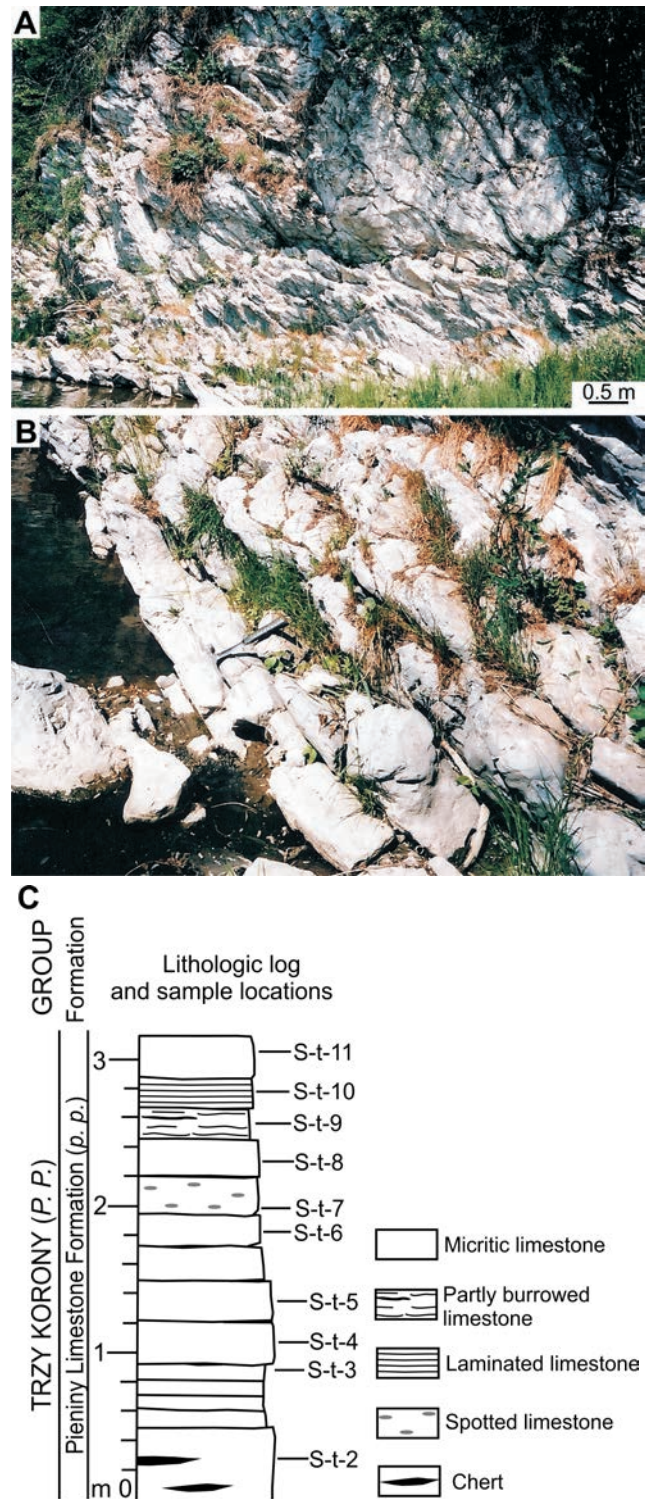 A
0.5 m
B
C
GROUP
Formation
Lithologic log
and sample locations
TRZY KORONY (P. P.)
Pieniny Limestone Formation (p. p.)
3
2
1
m 0
S-t-11
S-t-10
S-t-9
S-t-8
S-t-7
S-t-6
S-t-5
S-t-4
S-t-3
S-t-2
Micritic limestone
Partly burrowed
limestone
Laminated limestone
Spotted limestone
Chert